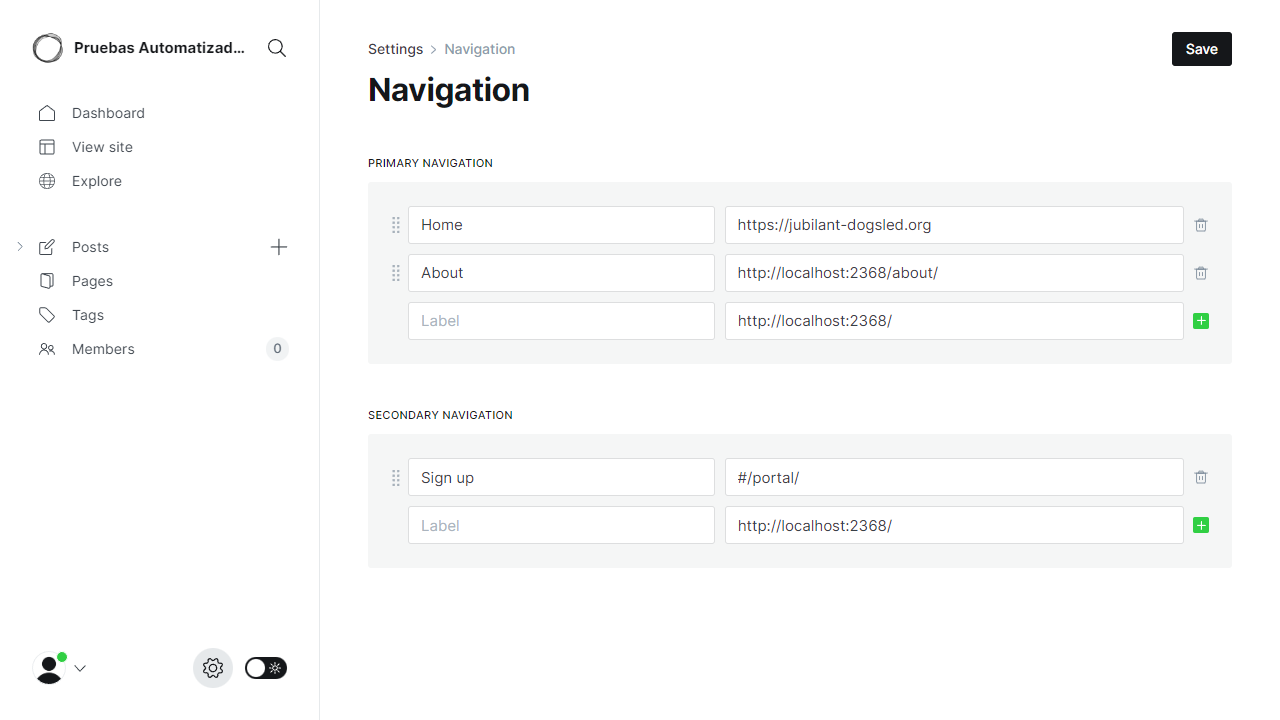 Pruebas Automatizad...
Dashboard
View site
Explore
Posts
Pages
Tags
Members
0
Settings
Navigation
Save
Navigation
PRIMARY NAVIGATION
Home
https://jubilant-dogsled.org
About
http://localhost:2368/about/
Label
http://localhost:2368/
SECONDARY NAVIGATION
Sign up
#/portal/
Label
http://localhost:2368/